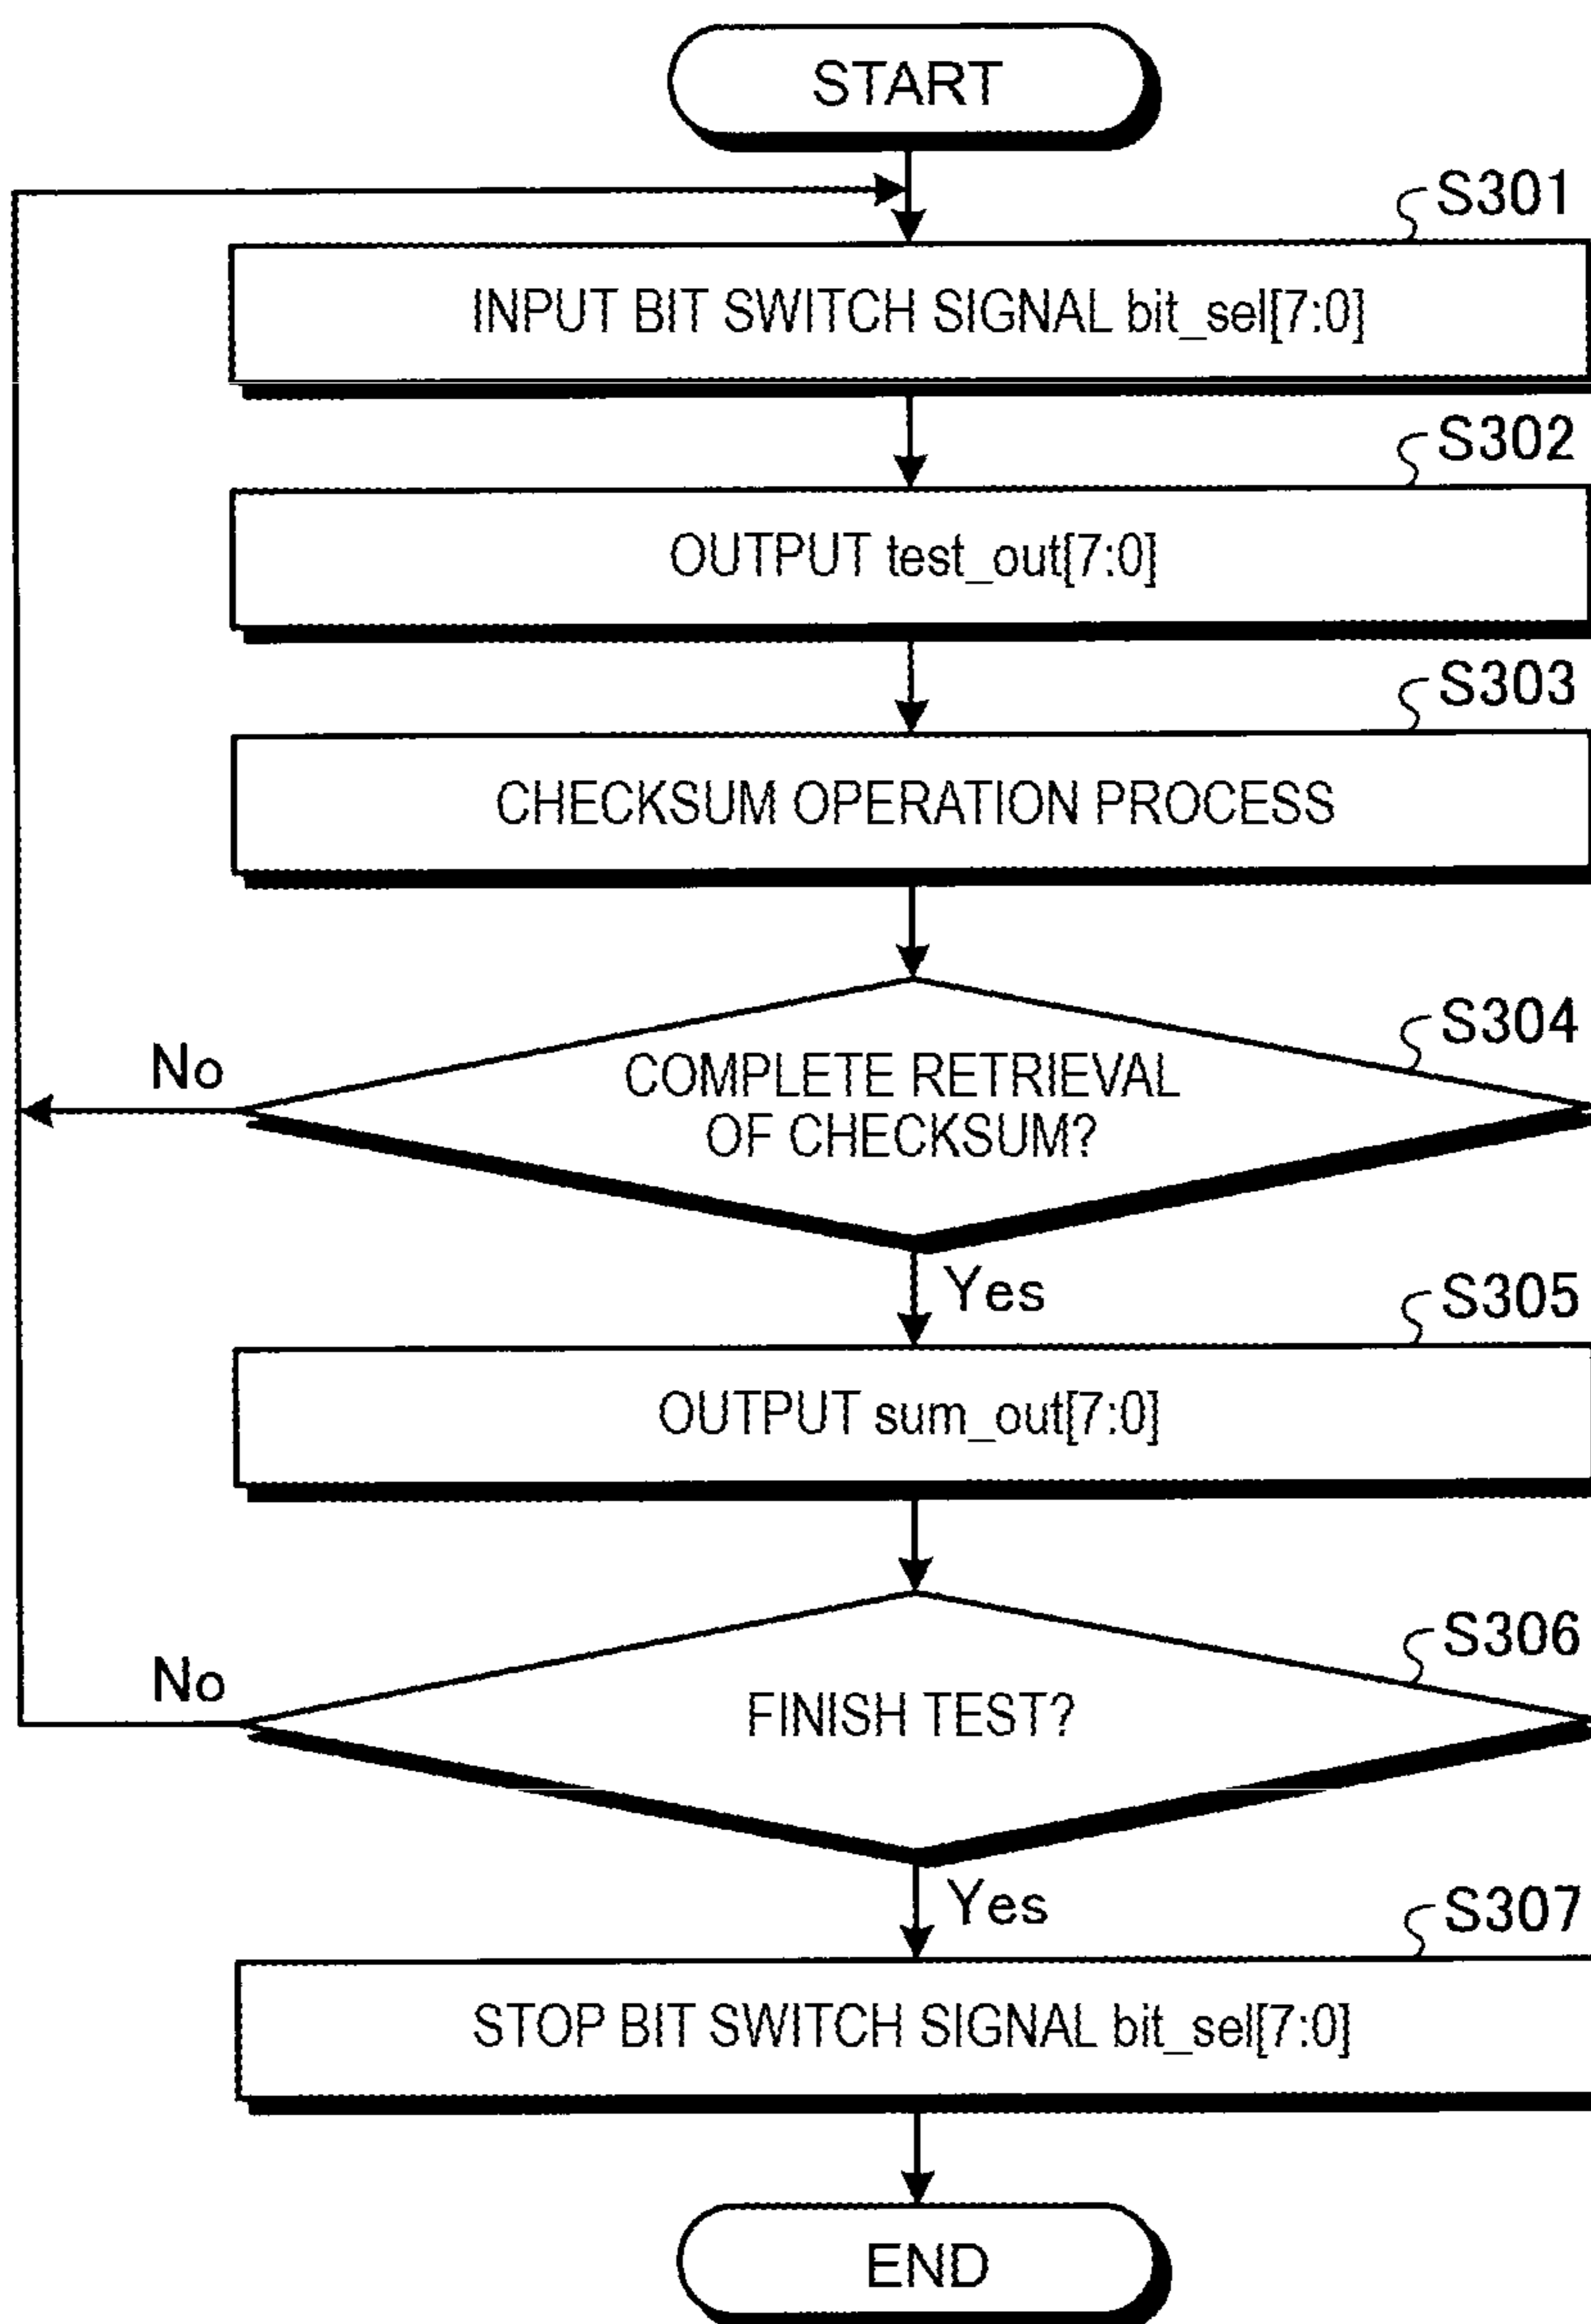 START
S301
INPUT BIT SWITCH SIGNAL bit_sel[7:0]
S302
OUTPUT test_out[7:0]
S303
CHECKSUM OPERATION PROCESS
S304
No
COMPLETE RETRIEVAL
OF CHECKSUM?
Yes
S305
OUTPUT sum_out[7:0]
S306
No
FINISH TEST?
Yes
S307
STOP BIT SWITCH SIGNAL bit_sel[7:0]
END